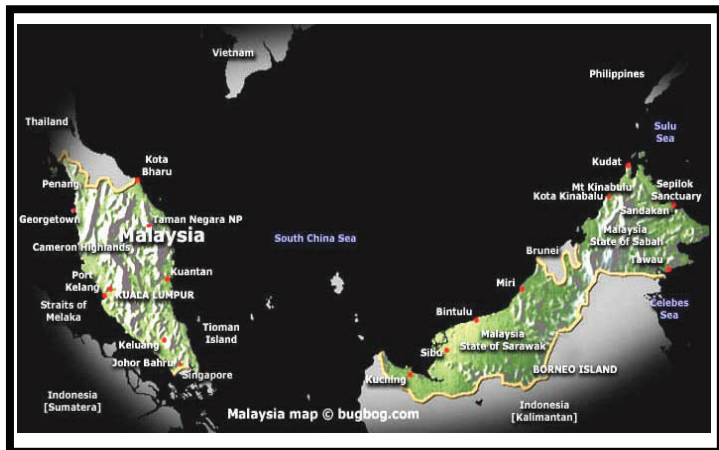 Vietnam
Philippines
Thailand
Sulu
Sea
Kota
Bharu
Kudat
Penang
Mt Kinabulu
Sepilok
Sanctuary
Kota Kinabalu
Georgetown
Taman Negara NP
Sandakan
Malaysia
South China Sea
Malaysia
State of Sabah
Cameron Highlands
Brunei
Tawau
Port
Kelang
Kuantan
Miri
KUALA LUMPUR
Straits of
Melaka
Celebes
Sea
Bintulu
Tioman
Island
Malaysia
State of Sarawak
Keluang
Sibu
Johor Bahru
BORNEO ISLAND
Singapore
Kuching
Indonesia
[Sumatera]
Indonesia
[Kalimantan]
Malaysia map © bugbog.com